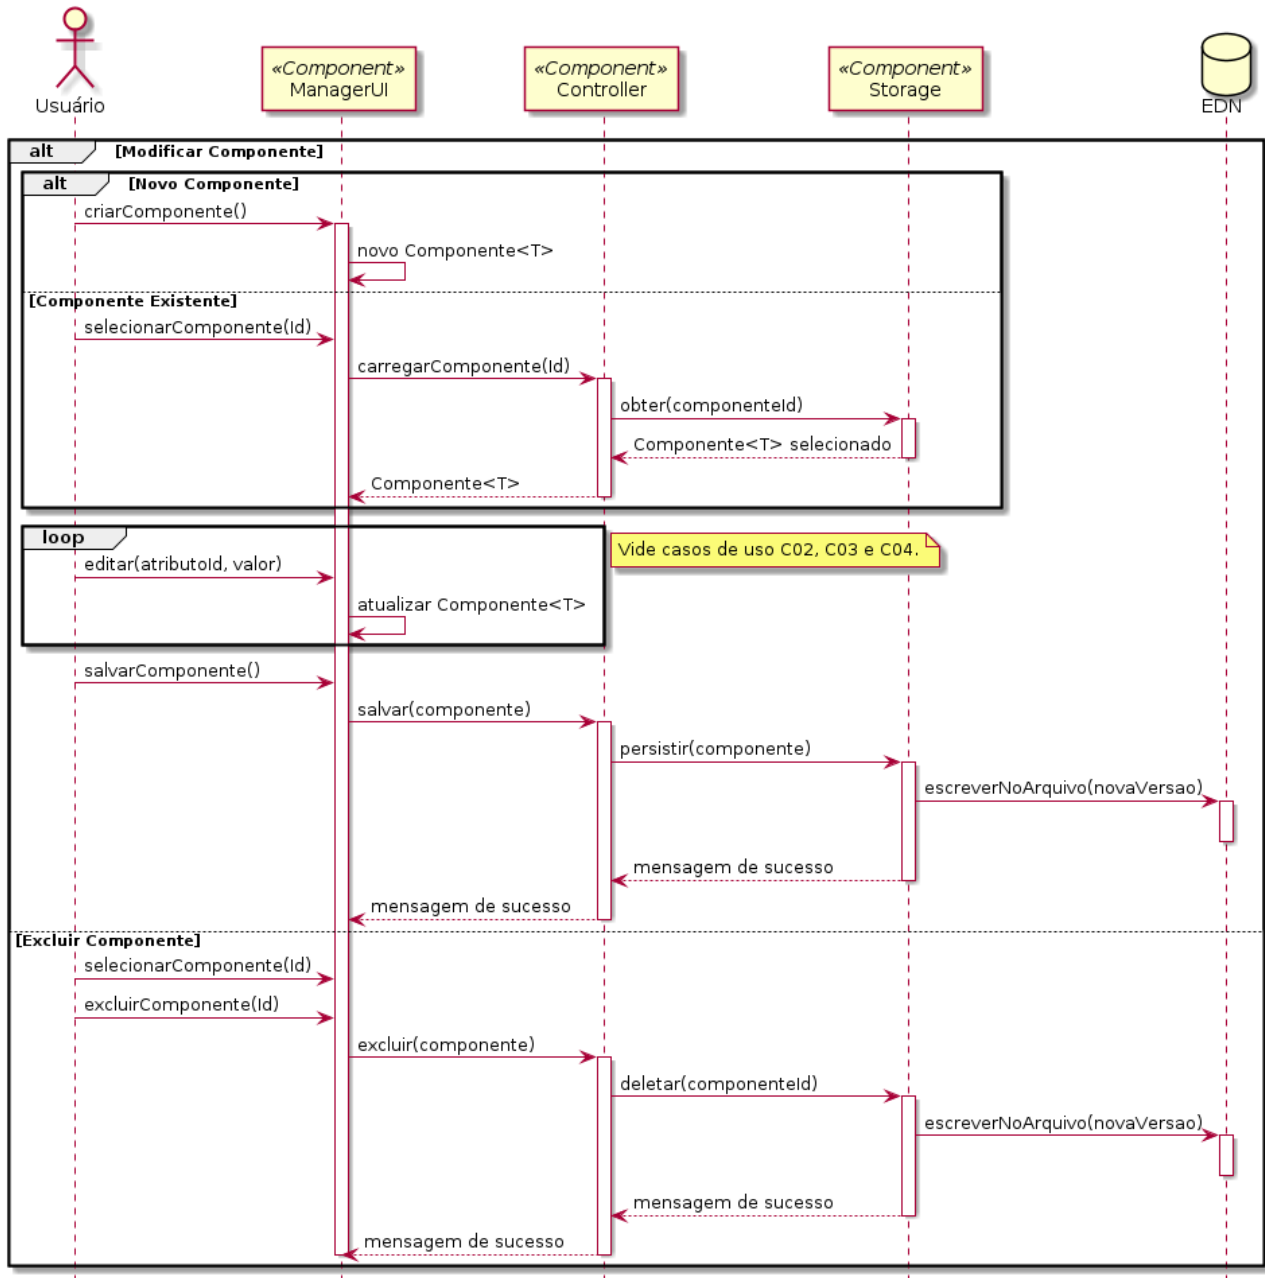 Usuário
«Component»
ManagerUI
«Component»
Controller
«Component»
Storage
EDN
alt [Modificar Componente]
alt [Novo Componente]
criarComponente()
novo Componente<T>
[Componente Existente]
selecionarComponente(Id)
carregarComponente(Id)
obter(componenteId)
Componente<T> selecionado
Componente<T>
loop
Vide casos de uso C02, C03 e C04.
editar(atributoId, valor)
atualizar Componente<T>
salvarComponente()
salvar(componente)
persistir(componente)
escreverNoArquivo(novaVersao)
mensagem de sucesso
mensagem de sucesso
[Excluir Componente]
selecionarComponente(Id)
excluirComponente(Id)
excluir(componente)
deletar(componenteId)
escreverNoArquivo(novaVersao)
mensagem de sucesso
mensagem de sucesso